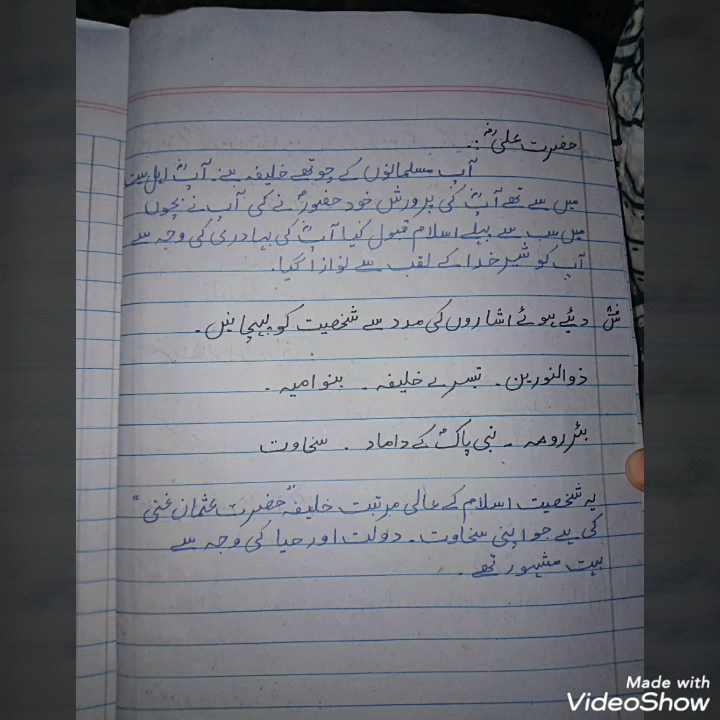 حضرت علیؓ :.
آپ مسلمانوں کے چوتھے خلیفہ بنے۔ آپؓ اہل بیت
میں سے تھے آپؓ کی پرورش خود حضورؐ نے کی آپ نے بچوں
میں سب سے پہلے اسلام قبول کیا آپؓ کی بہادری کی وجہ سے
آپ کو شیر خدا کے لقب سے نوازا گیا۔
دیئے ہوئے اشاروں کی مدد سے شخصیت کو پہچانیں۔
ذوالنورین۔ تیسرے خلیفہ۔ بنو امیہ۔
بئر رومہ ۔ نبی پاکؐ کے داماد ۔ سخاوت
یہ شخصیت اسلام کے عالی مرتبت خلیفہ "حضرت عثمان غنی"
کی ہے جو اپنی سخاوت۔ دولت اور حیا کی وجہ سے
بہت مشہور تھے۔
Made with
VideoShow